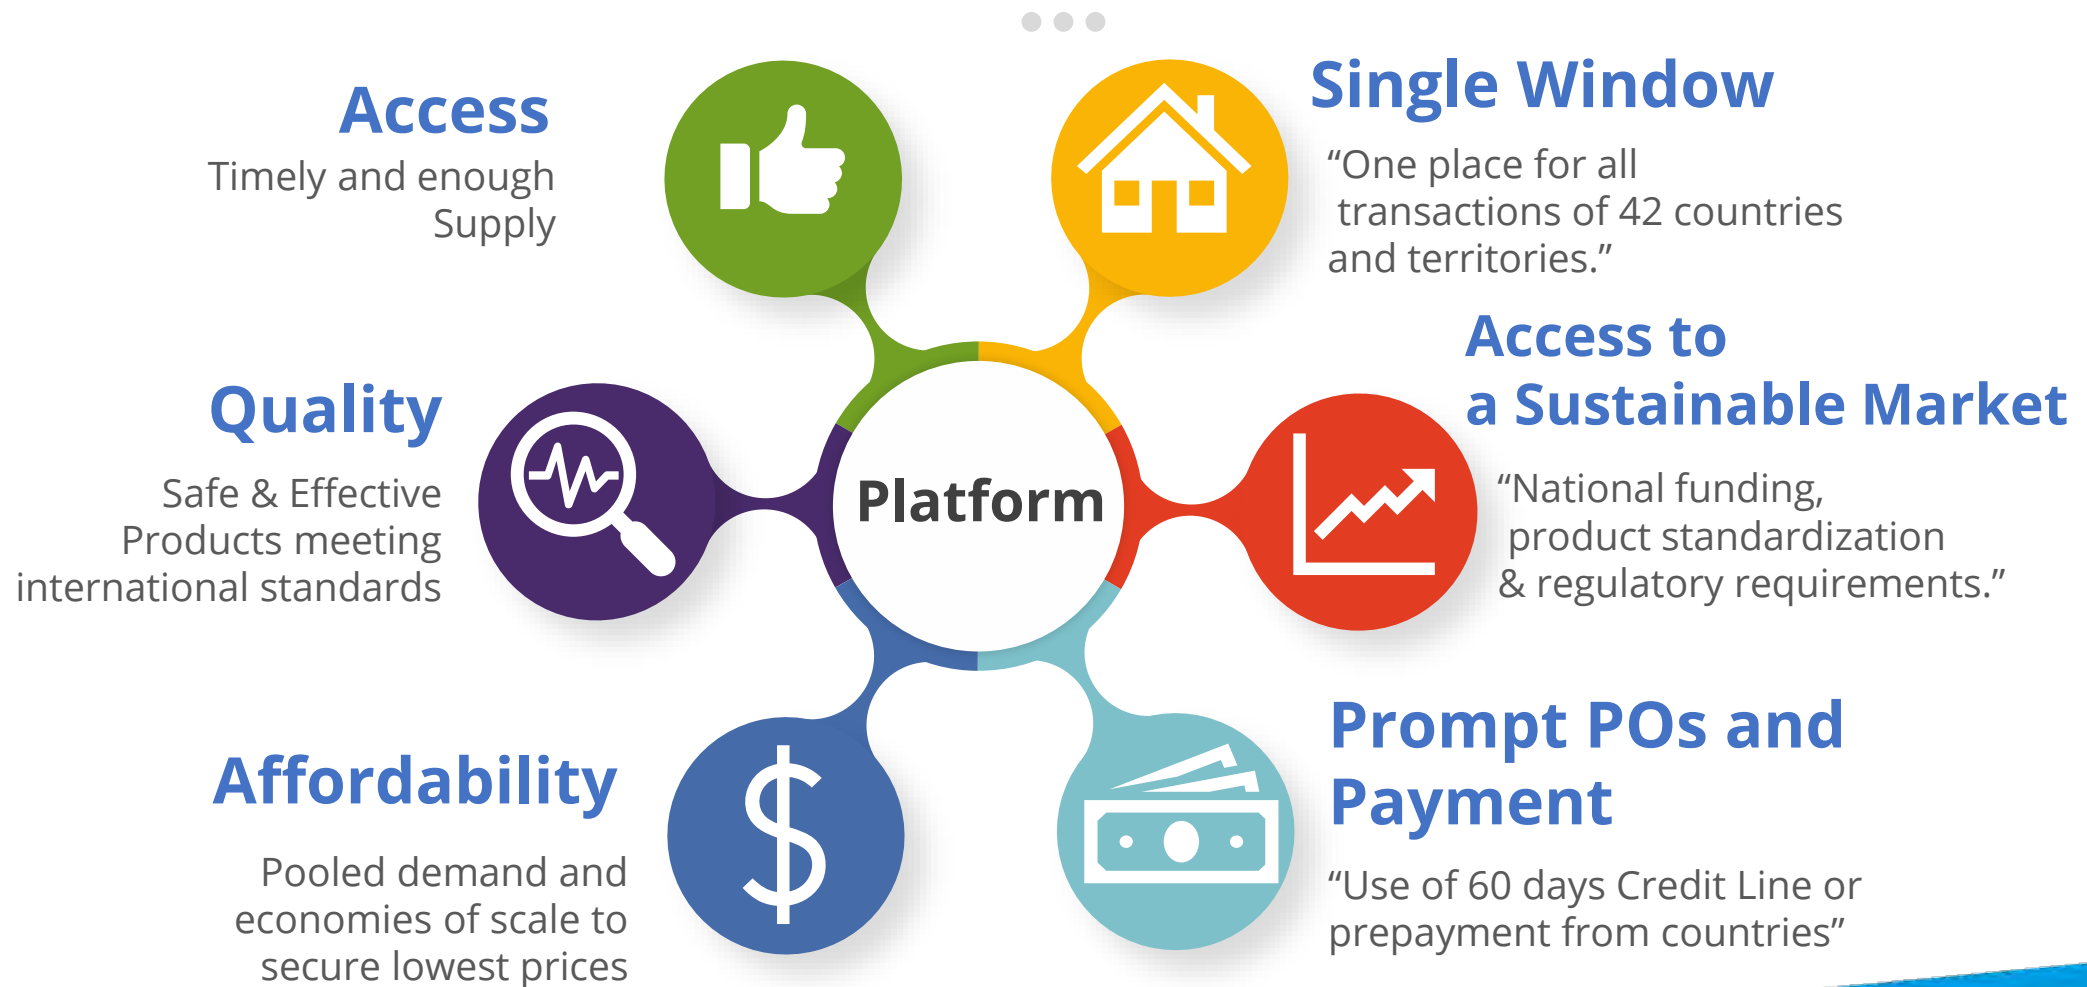 Access
Timely and enough
Supply
Single Window
“One place for all
transactions of 42 countries
and territories.”
Quality
Safe & Effective
Products meeting
international standards
Platform
Access to
a Sustainable Market
“National funding,
product standardization
& regulatory requirements.”
Affordability
Pooled demand and
economies of scale to
secure lowest prices
Prompt POs and
Payment
“Use of 60 days Credit Line or
prepayment from countries”